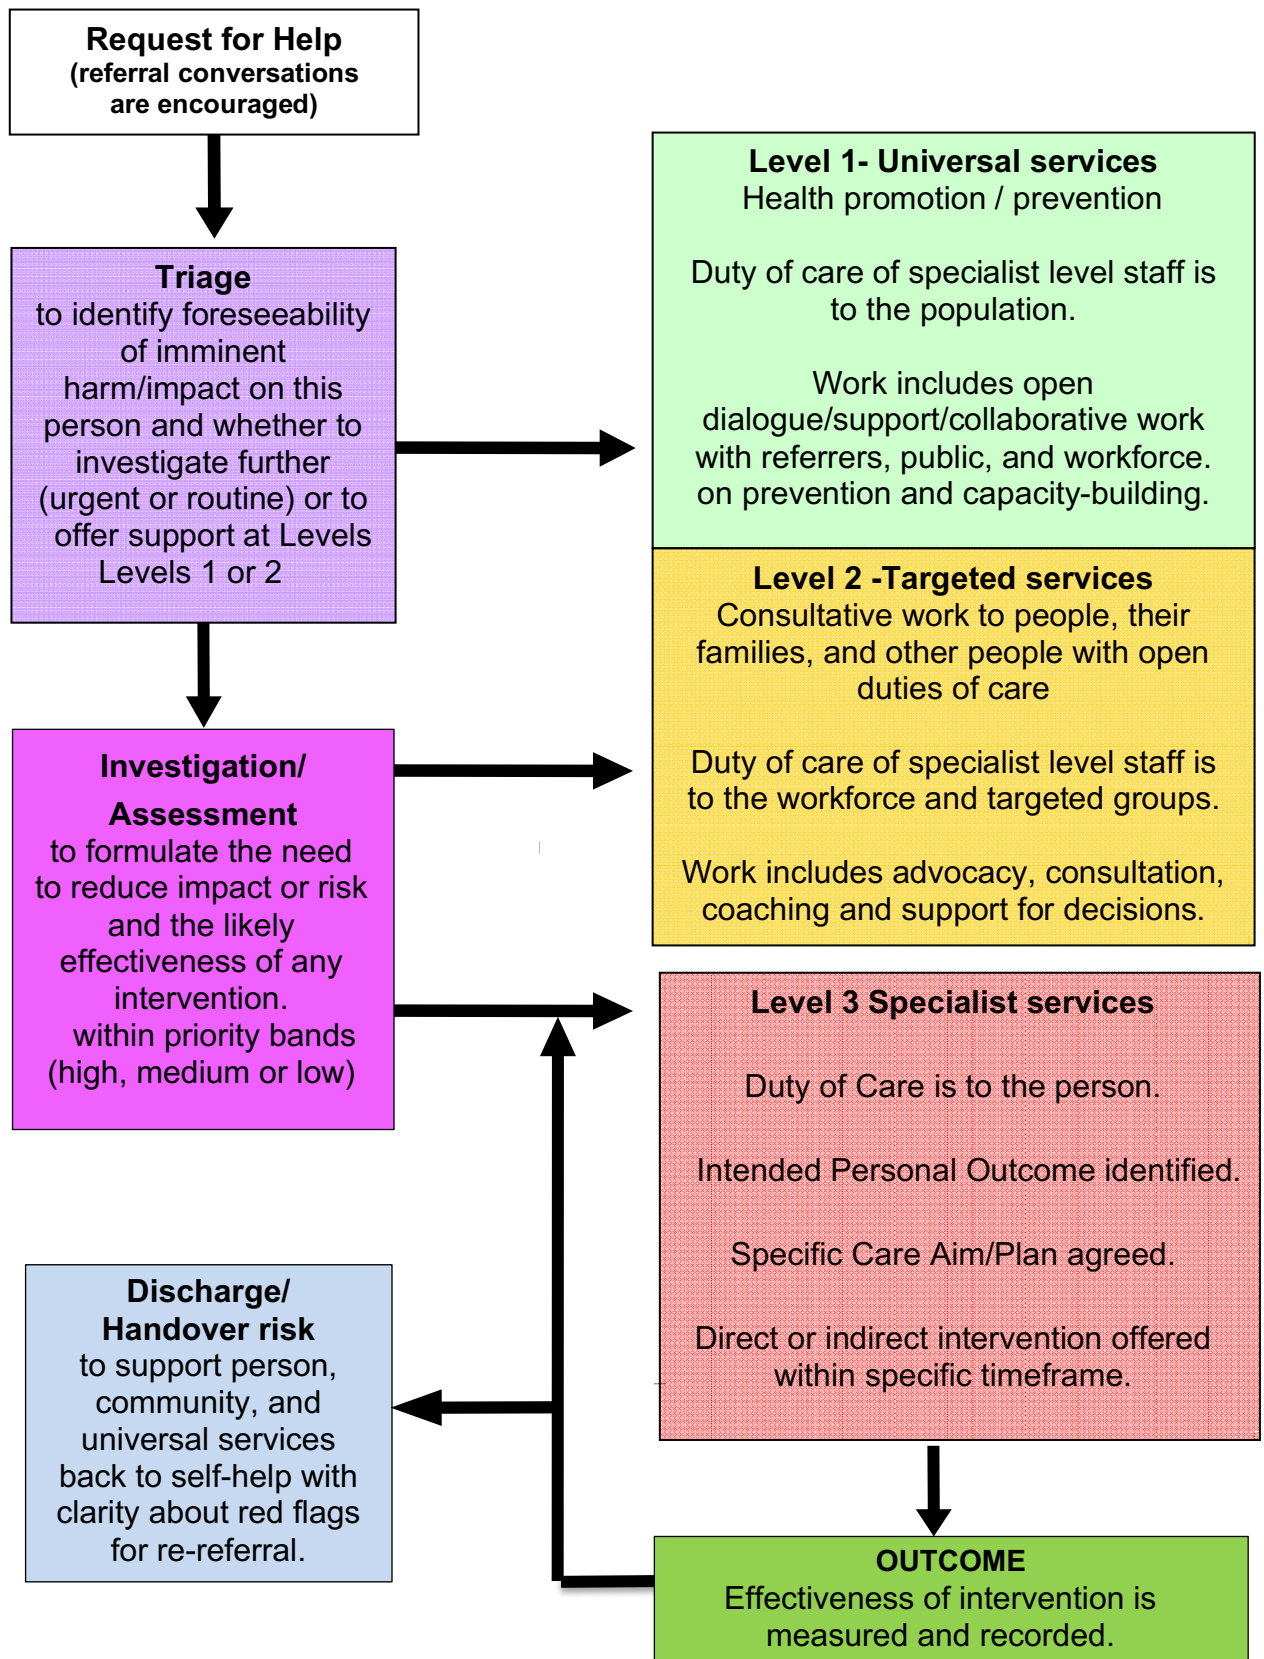 Request for Help
(referral conversations
are encouraged)
Triage
to identify foreseeability
of imminent
harm/impact on this
person and whether to
investigate further
(urgent or routine) or to
offer support at Levels
Levels 1 or 2
Level 1- Universal services
Health promotion / prevention
Duty of care of specialist level staff is
to the population.
Work includes open
dialogue/support/collaborative work
with referrers, public, and workforce.
on prevention and capacity-building.
Level 2 -Targeted services
Consultative work to people, their
families, and other people with open
duties of care
Duty of care of specialist level staff is
to the workforce and targeted groups.
Work includes advocacy, consultation,
coaching and support for decisions.
Investigation/
Assessment
to formulate the need
to reduce impact or risk
and the likely
effectiveness of any
intervention.
within priority bands
(high, medium or low)
Level 3 Specialist services
Duty of Care is to the person.
Intended Personal Outcome identified.
Specific Care Aim/Plan agreed.
Direct or indirect intervention offered
within specific timeframe.
Discharge/
Handover risk
to support person,
community, and
universal services
back to self-help with
clarity about red flags
for re-referral.
OUTCOME
Effectiveness of intervention is
measured and recorded.